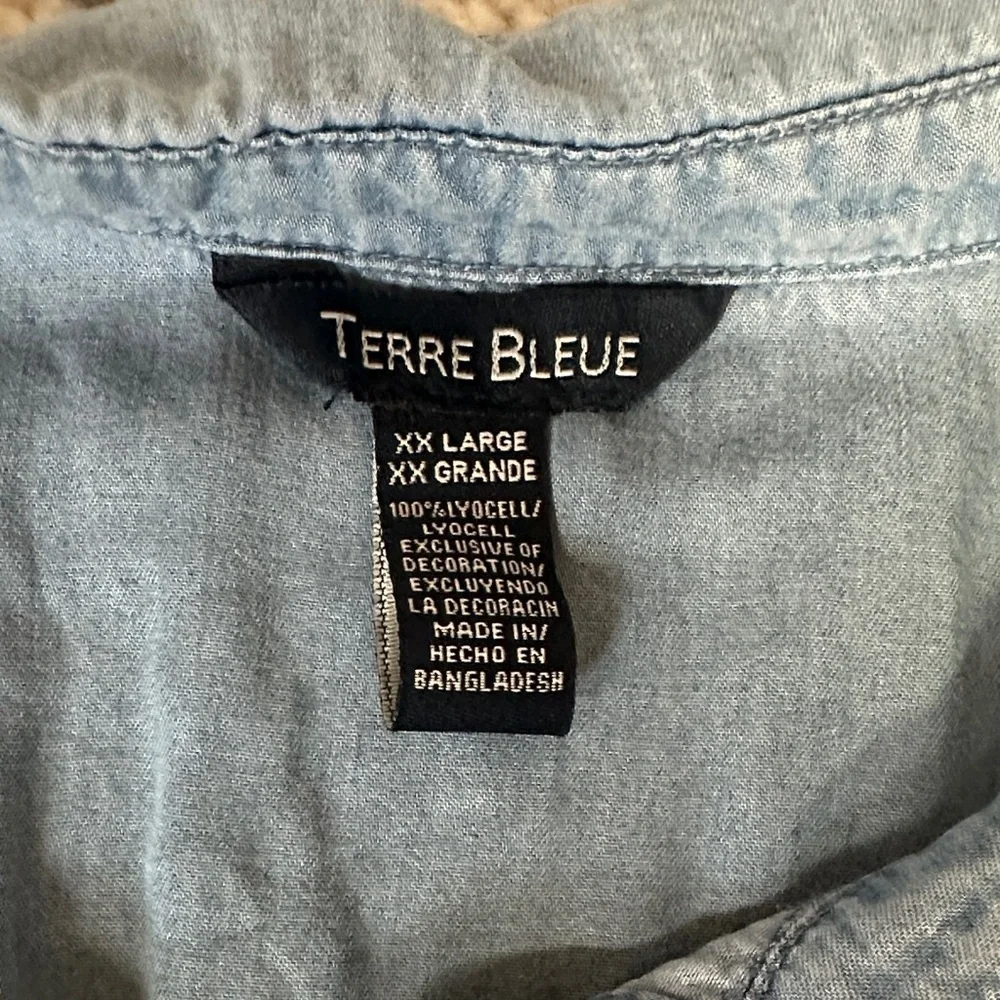 TERRE BLEUE
XX LARGE
XX GRANDE
100%LYOCELL/
LYOCELL
EXCLUSIVE OF
DECORATION/
EXCLUYENDO
LA DECORACIN
MADE IN/
HECHO EN
BANGLADESH